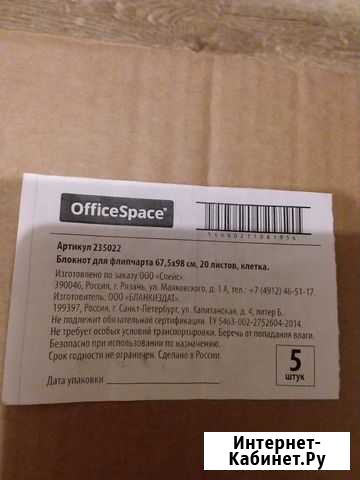 OfficeSpace®
Артикул 235022
Блокнот для флипчарта 67,5х98 см, 20 листов, клетка.
Изготовлено по заказу ООО «Спейс».
390046, Россия, г. Рязань, ул. Маяковского, д. 1А, тел.: +7 (4912) 46-51-17.
Изготовитель: ООО «БЛАНКИЗДАТ».
199397, Россия, г. Санкт-Петербург, ул. Капитанская, д. 4, литер Б.
Не подлежит обязательной сертификации. ТУ 5463-002-2752604-2014.
Не требует особых условий транспортировки. Беречь от попадания влаги.
Безопасно при использовании по назначению.
Срок годности не ограничен. Сделано в России.
5
штук
Дата упаковки
Интернет-
Кабинет.Ру